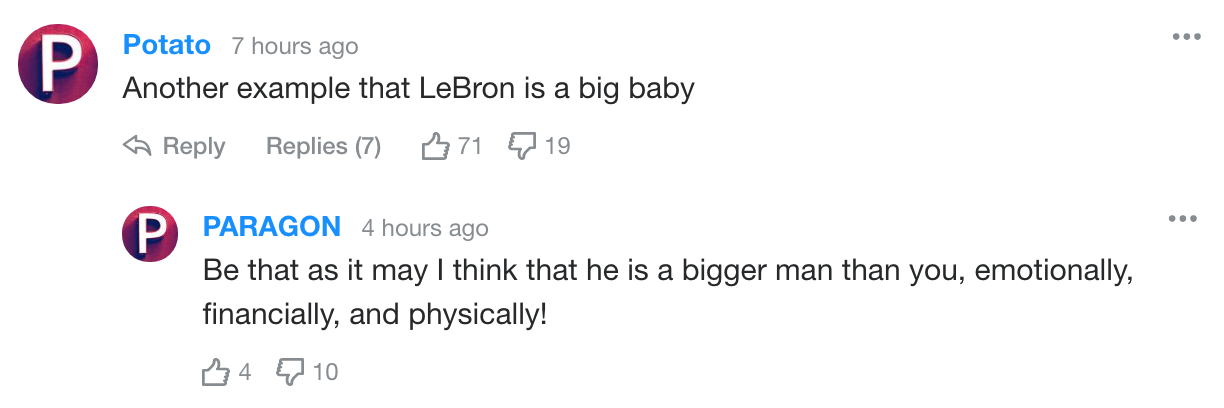 P
Potato 7 hours ago
Another example that LeBron is a big baby
Reply Replies (7) 71 19
P
PARAGON 4 hours ago
Be that as it may I think that he is a bigger man than you, emotionally,
financially, and physically!
4 10